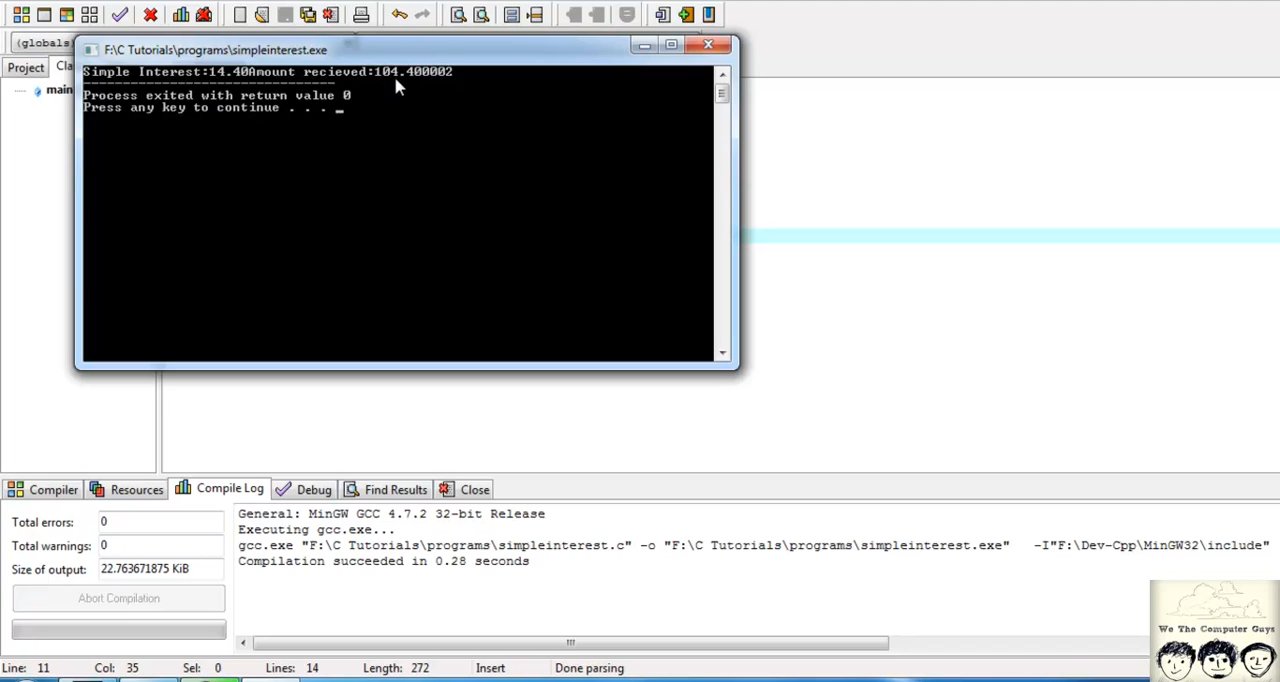 (globals)
F:\C Tutorials\programs\simpleinterest.exe
Project
Cla
main
Simple Interest:14.40Amount recieved:104.400002
--------------------------------
Process exited with return value 0
Press any key to continue . . . _
Compiler
Resources
Compile Log
Debug
Find Results
Close
Total errors:
0
Total warnings:
0
Size of output:
22.763671875 KiB
Abort Compilation
General: MinGW GCC 4.7.2 32-bit Release
Executing gcc.exe...
gcc.exe "F:\C Tutorials\programs\simpleinterest.c" -o "F:\C Tutorials\programs\simpleinterest.exe" -I"F:\Dev-Cpp\MinGW32\include"
Compilation succeeded in 0.28 seconds
We The Computer Guys
Line: 11 Col: 35 Sel: 0 Lines: 14 Length: 272 Insert Done parsing